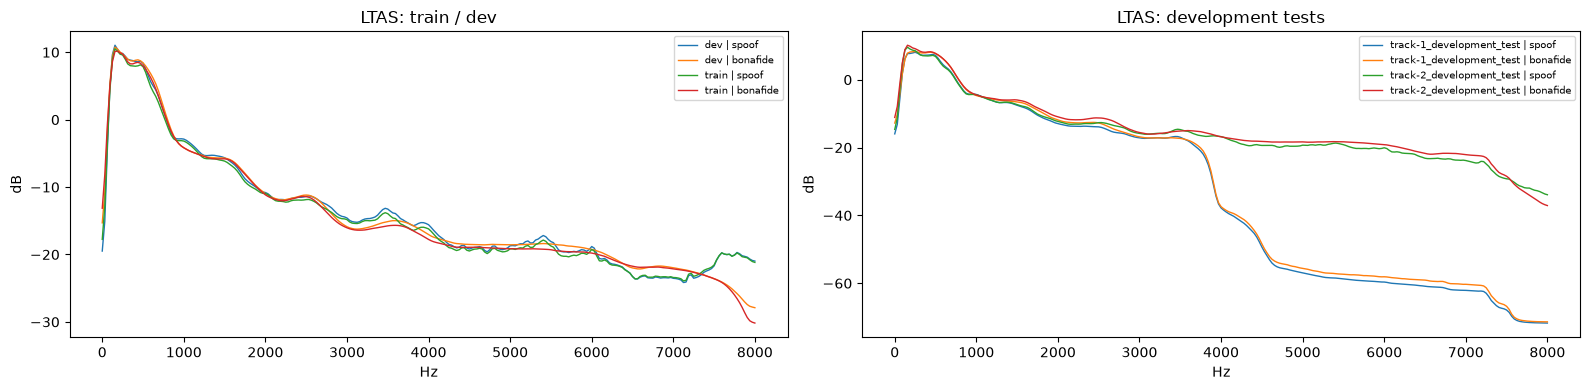 LTAS: train / dev
dev | spoof
dev | bonafide
train | spoof
train | bonafide
10
0
−10
−20
−30
dB
0 1000 2000 3000 4000 5000 6000 7000 8000
Hz
LTAS: development tests
track-1_development_test | spoof
track-1_development_test | bonafide
track-2_development_test | spoof
track-2_development_test | bonafide
0
−20
−40
−60
dB
0 1000 2000 3000 4000 5000 6000 7000 8000
Hz